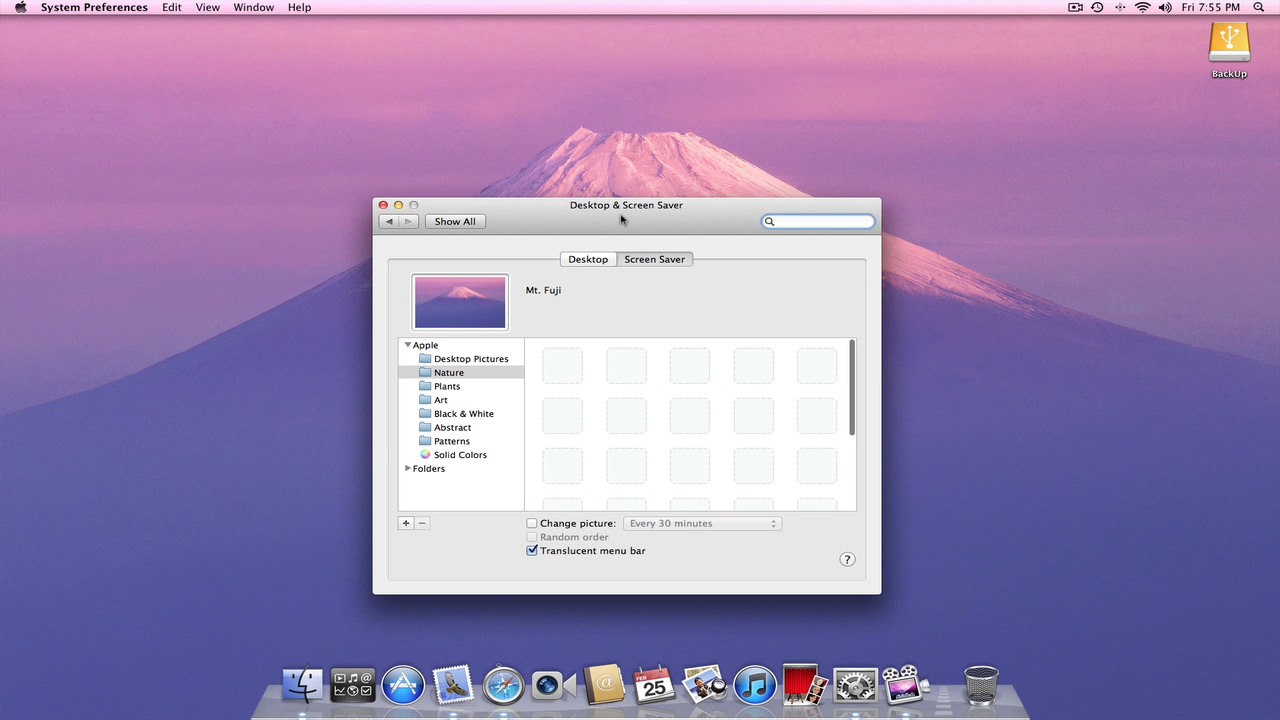 System Preferences Edit View Window Help Fri 7:55 PM
BackUp
Desktop & Screen Saver
Show All
Desktop Screen Saver
Mt. Fuji
Apple
Desktop Pictures
Nature
Plants
Art
Black & White
Abstract
Patterns
Solid Colors
Folders
+ −
Change picture: Every 30 minutes
Random order
Translucent menu bar
?
FEB
25